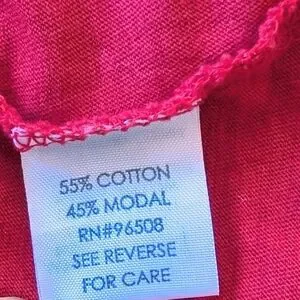 55% COTTON
45% MODAL
RN#96508
SEE REVERSE
FOR CARE